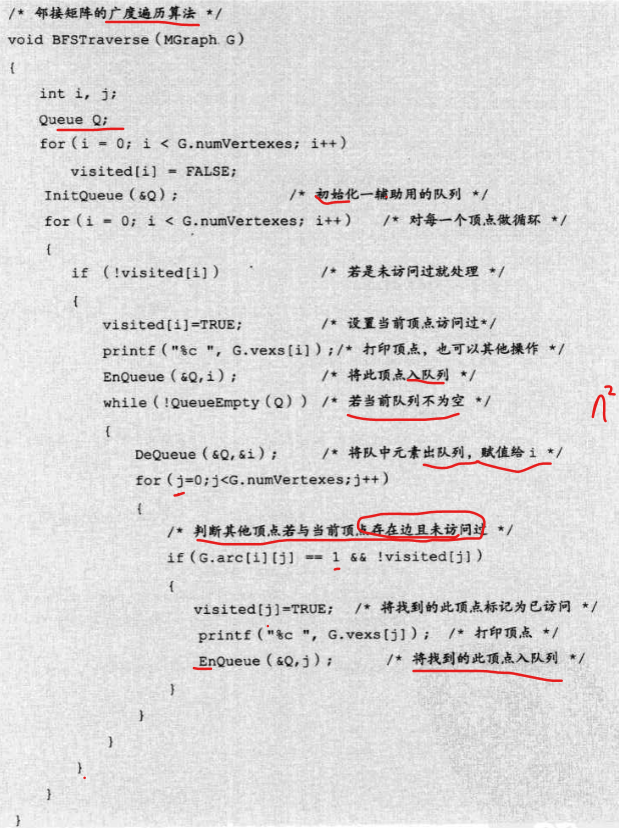 /* 邻接矩阵的广度遍历算法 */
void BFSTraverse(MGraph G)
{
int i, j;
Queue Q;
for(i = 0; i < G.numVertexes; i++)
visited[i] = FALSE;
InitQueue(&Q); /* 初始化一辅助用的队列 */
for(i = 0; i < G.numVertexes; i++) /* 对每一个顶点做循环 */
{
if (!visited[i]) /* 若是未访问过就处理 */
{
visited[i]=TRUE; /* 设置当前顶点访问过*/
printf("%c ", G.vexs[i]);/* 打印顶点，也可以其他操作 */
EnQueue(&Q,i); /* 将此顶点入队列 */
while(!QueueEmpty(Q)) /* 若当前队列不为空 */
n²
{
DeQueue(&Q,&i); /* 将队中元素出队列，赋值给i */
for(j=0;j<G.numVertexes;j++)
{
/* 判断其他顶点若与当前顶点存在边且未访问过 */
if(G.arc[i][j] == 1 && !visited[j])
{
visited[j]=TRUE; /* 将找到的此顶点标记为已访问 */
printf("%c ", G.vexs[j]); /* 打印顶点 */
EnQueue(&Q,j); /* 将找到的此顶点入队列 */
}
}
}
}
}
}